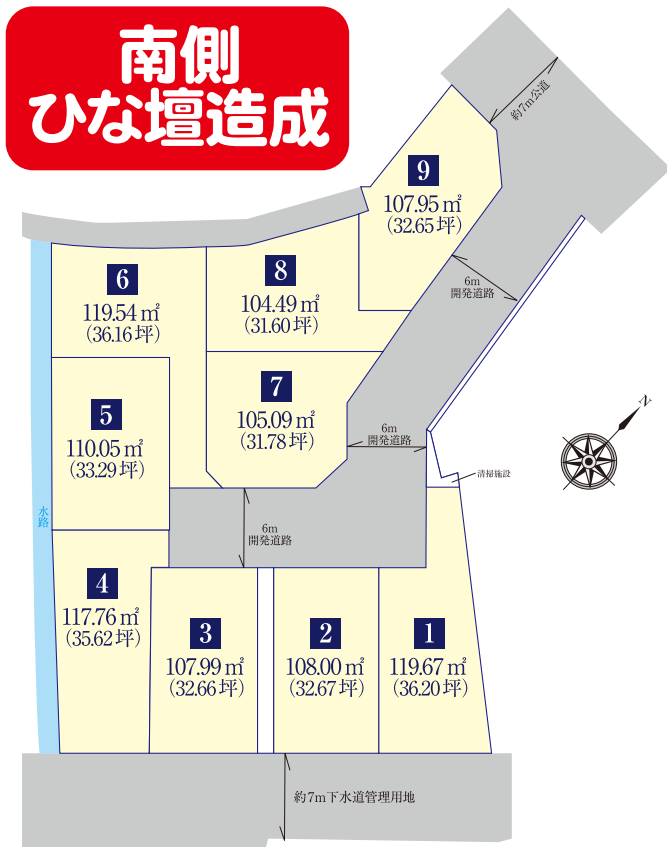 南側
ひな壇造成
約7m公道
9
107.95㎡
(32.65坪)
6
119.54㎡
(36.16坪)
8
104.49㎡
(31.60坪)
6m
開発道路
7
105.09㎡
(31.78坪)
5
110.05㎡
(33.29坪)
6m
開発道路
N
清掃施設
水路
6m
開発道路
4
117.76㎡
(35.62坪)
3
107.99㎡
(32.66坪)
2
108.00㎡
(32.67坪)
1
119.67㎡
(36.20坪)
約7m下水道管理用地